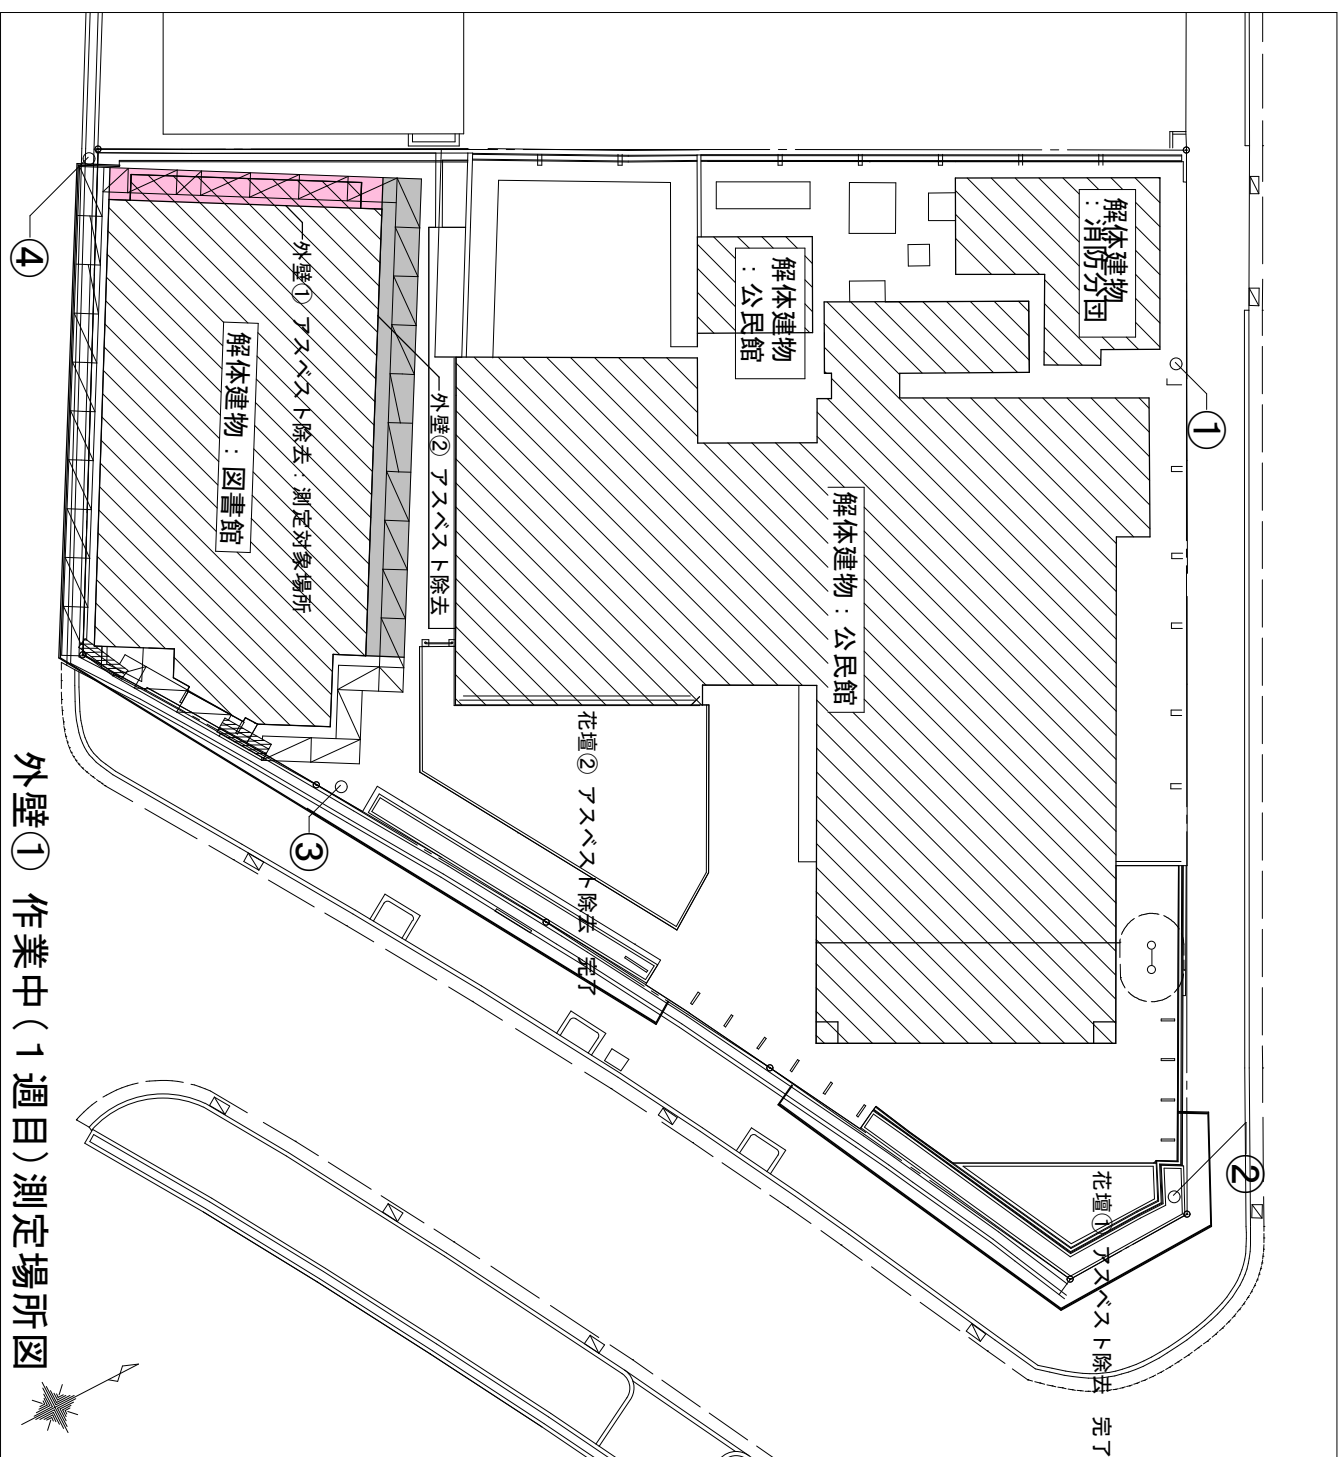 解体建物
：消防分団
①
解体建物
：公民館
解体建物：公民館
②
花壇① アスベスト除去 完了
花壇② アスベスト除去 完了
外壁② アスベスト除去
外壁① アスベスト除去：測定対象場所
解体建物：図書館
③
④
外壁① 作業中（１週目）測定場所図